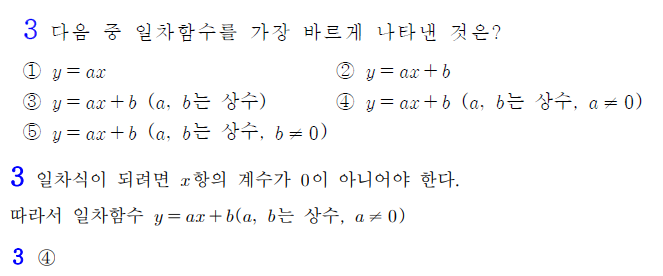 3 다음 중 일차함수를 가장 바르게 나타낸 것은?
① y = ax ② y = ax + b
③ y = ax + b (a, b는 상수) ④ y = ax + b (a, b는 상수, a ≠ 0)
⑤ y = ax + b (a, b는 상수, b ≠ 0)
3 일차식이 되려면 x항의 계수가 0이 아니어야 한다.
따라서 일차함수 y = ax + b(a, b는 상수, a ≠ 0)
3 ④